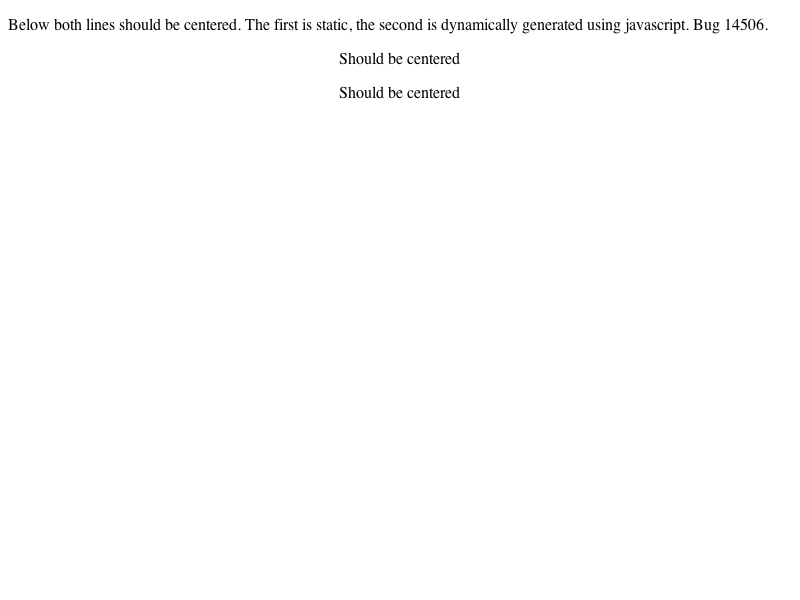 Below both lines should be centered. The first is static, the second is dynamically generated using javascript. Bug 14506.
Should be centered
Should be centered